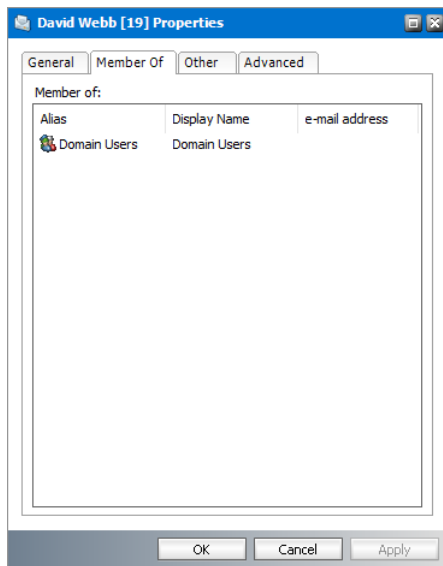 David Webb [19] Properties
General Member Of Other Advanced
Member of:
Alias Display Name e-mail address
Domain Users Domain Users
OK Cancel Apply